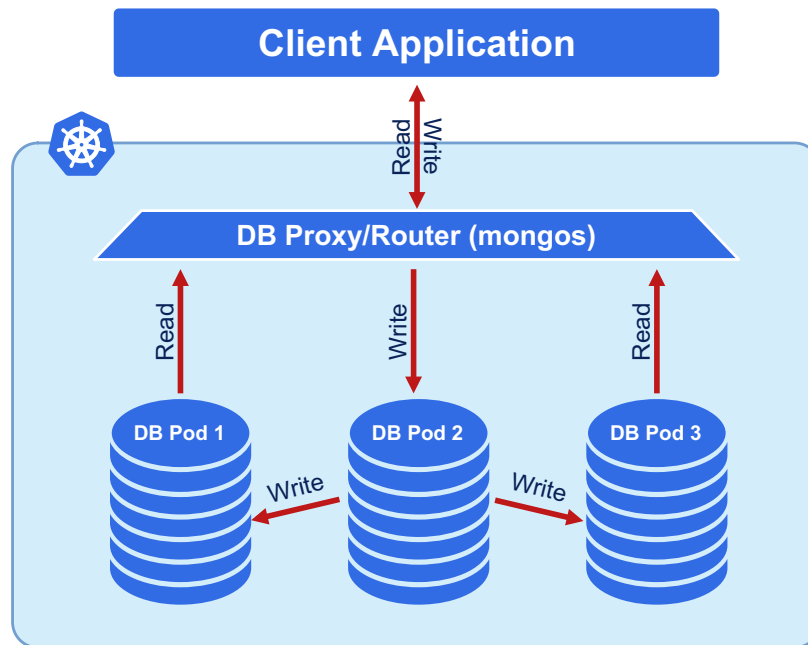 Client Application
Read
Write
DB Proxy/Router (mongos)
Read
Write
Read
DB Pod 1
DB Pod 2
DB Pod 3
Write
Write